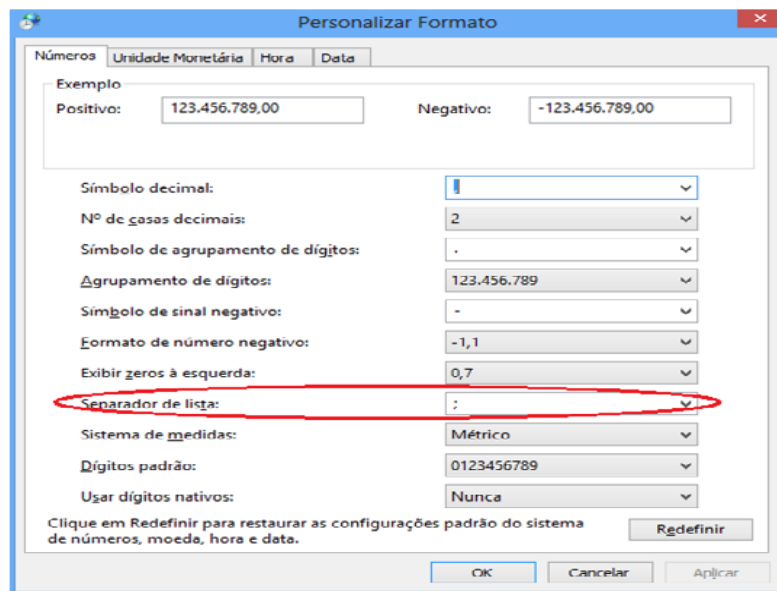 Personalizar Formato
Números Unidade Monetária Hora Data
Exemplo
Positivo: 123.456.789,00 Negativo: -123.456.789,00
Símbolo decimal: ,
Nº de casas decimais: 2
Símbolo de agrupamento de dígitos: .
Agrupamento de dígitos: 123.456.789
Símbolo de sinal negativo: -
Formato de número negativo: -1,1
Exibir zeros à esquerda: 0,7
Separador de lista: ;
Sistema de medidas: Métrico
Dígitos padrão: 0123456789
Usar dígitos nativos: Nunca
Clique em Redefinir para restaurar as configurações padrão do sistema
de números, moeda, hora e data.
Redefinir
OK Cancelar Aplicar